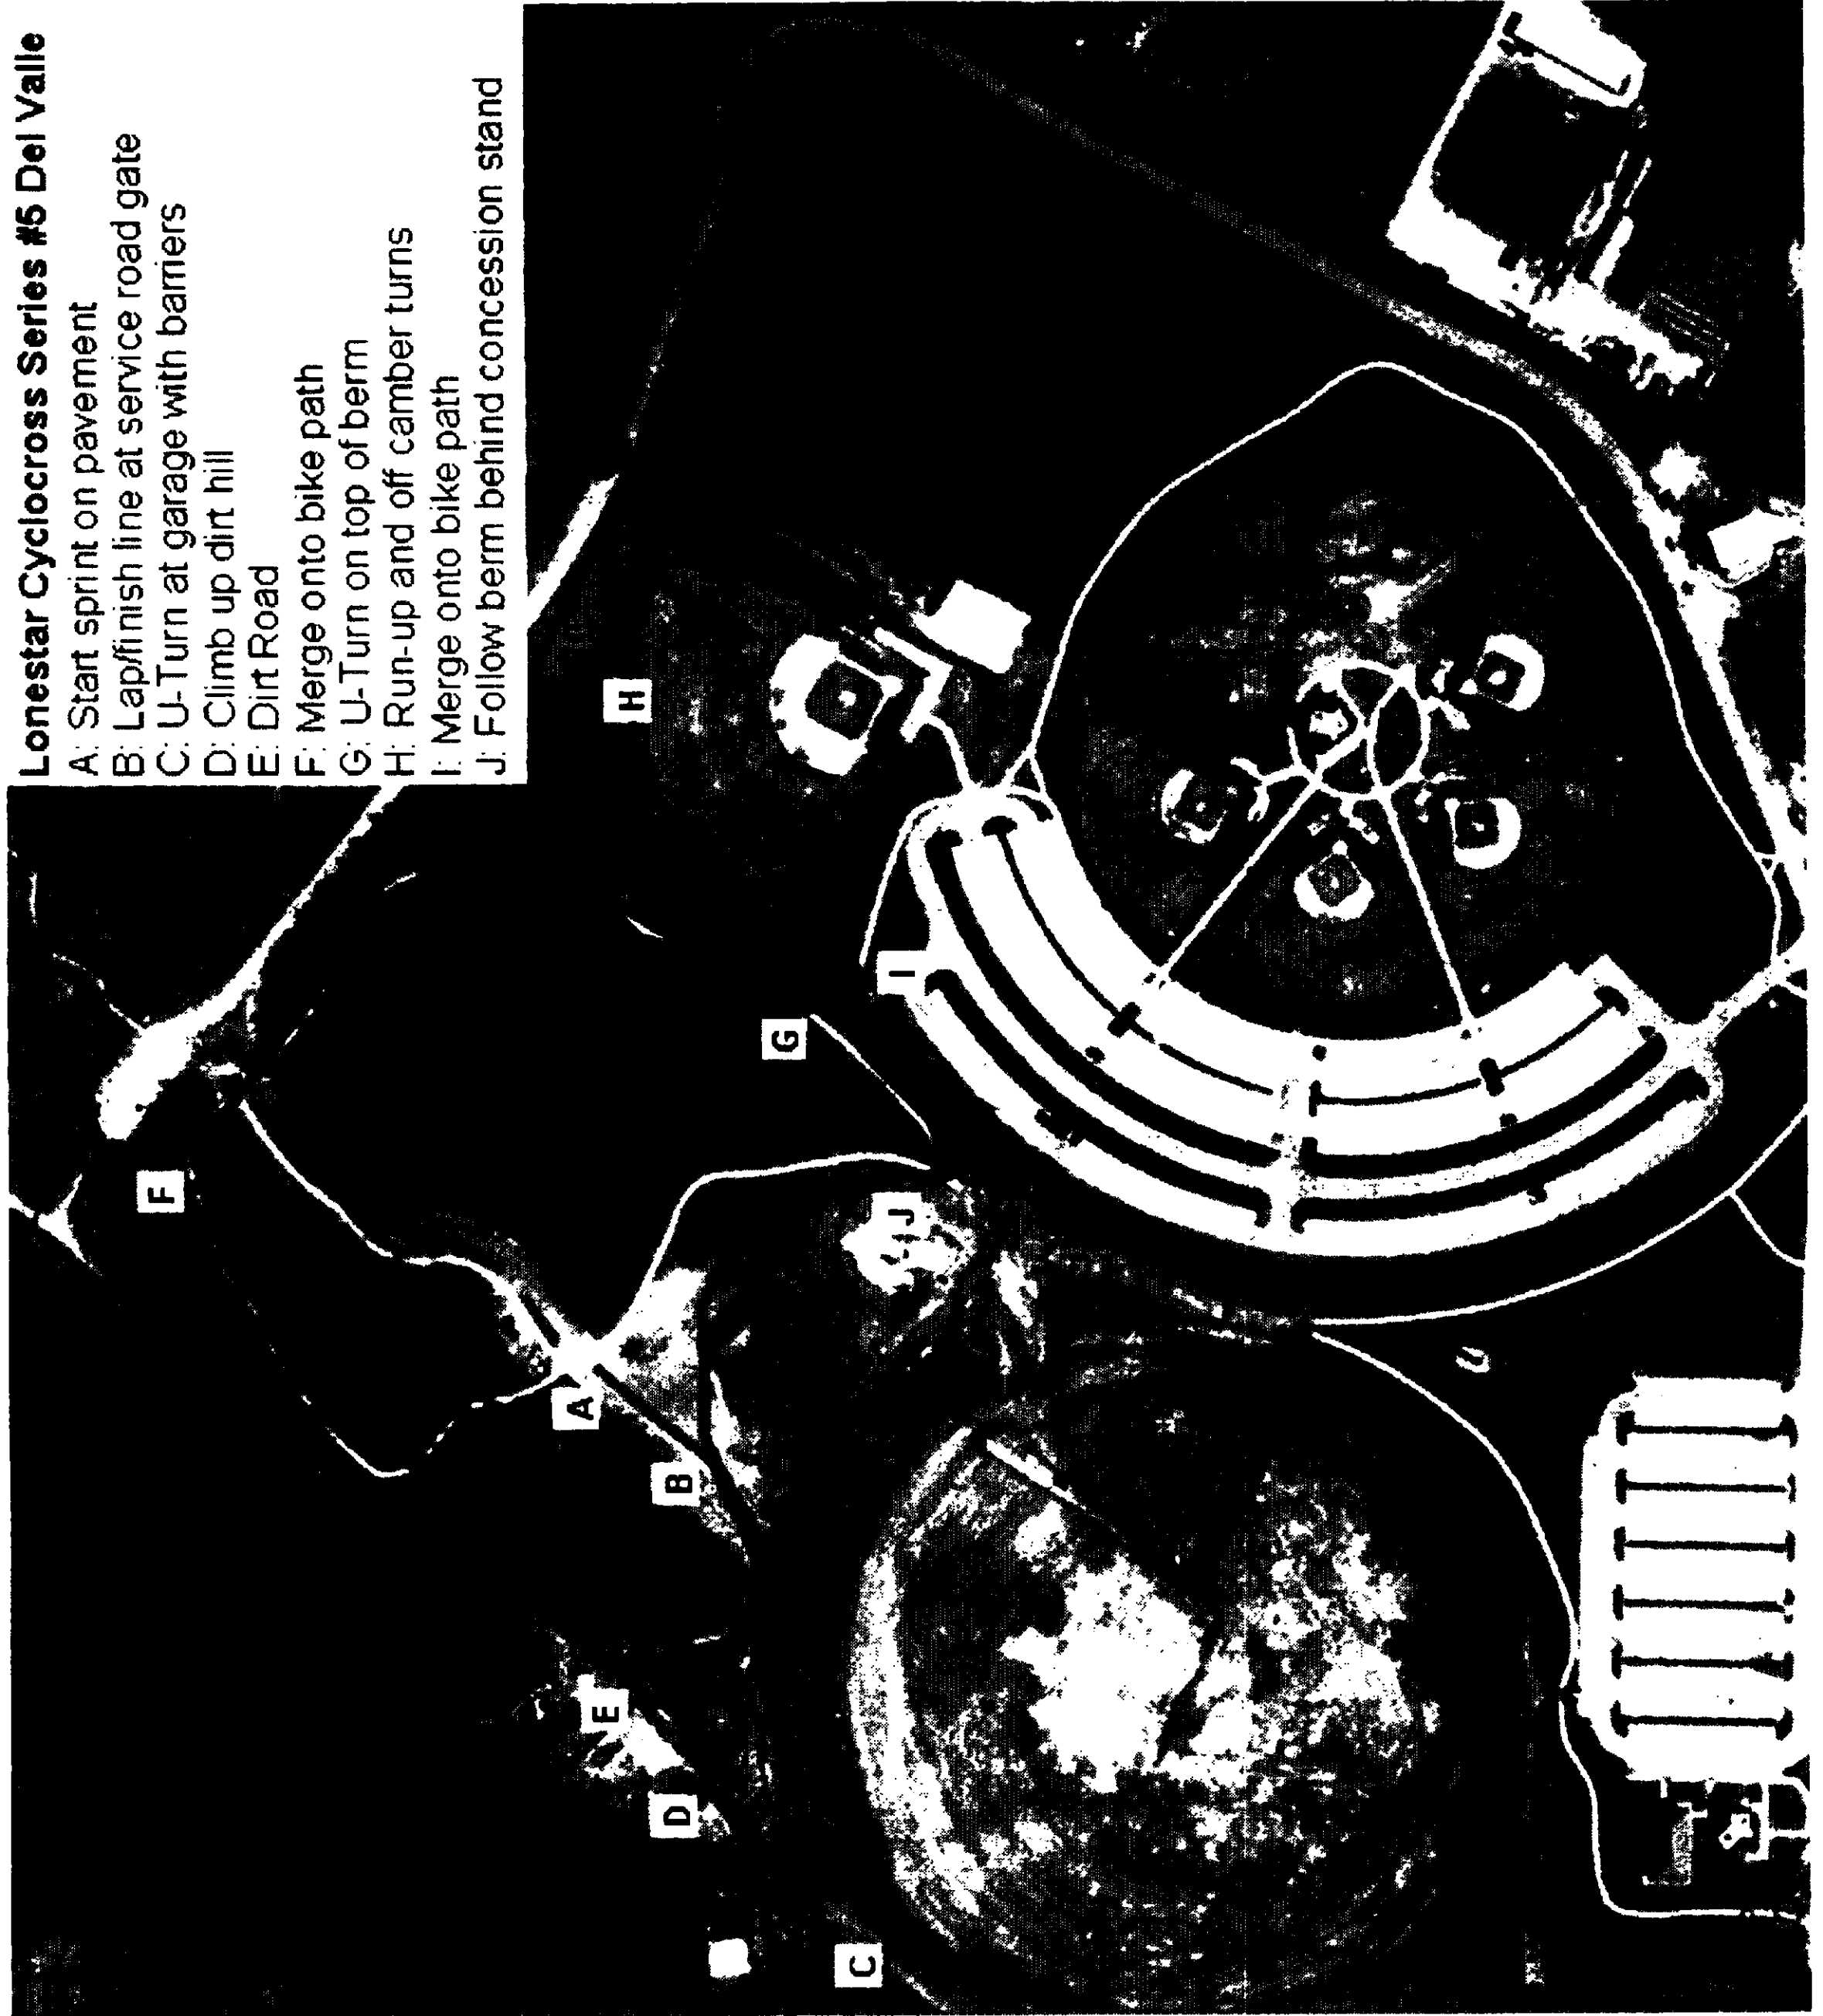 Lonestar Cyclocross Series #5 Del Valle
A: Start sprint on pavement
B: Lap/finish line at service road gate
C: U-Turn at garage with barriers
D: Climb up dirt hill
E: Dirt Road
F: Merge onto bike path
G: U-Turn on top of berm
H: Run-up and off camber turns
I: Merge onto bike path
J: Follow berm behind concession stand
F
A
E
H
D
B
G
C
J
I